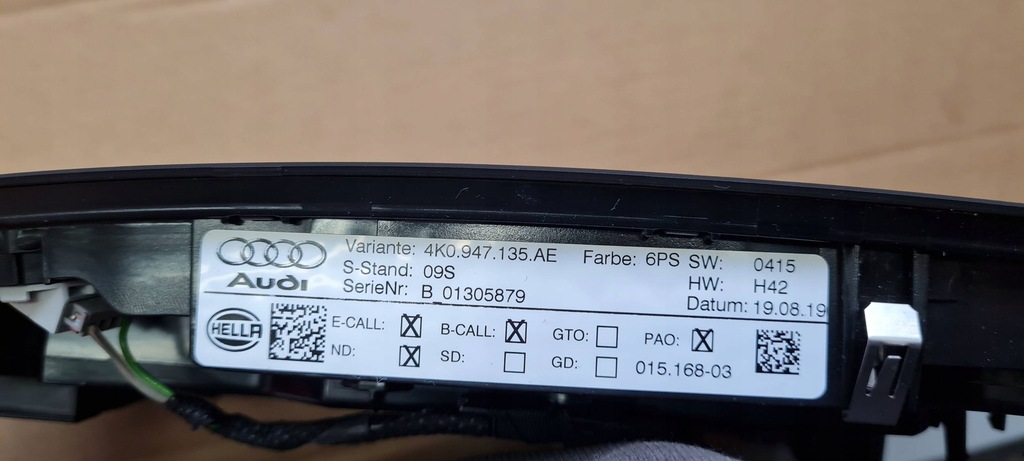 Audi
Variante: 4K0.947.135.AE Farbe: 6PS SW: 0415
S-Stand: 09S HW: H42
SerieNr: B 01305879 Datum: 19.08.19
HELLA
E-CALL: B-CALL: GTO: PAO:
ND: SD: GD: 015.168-03